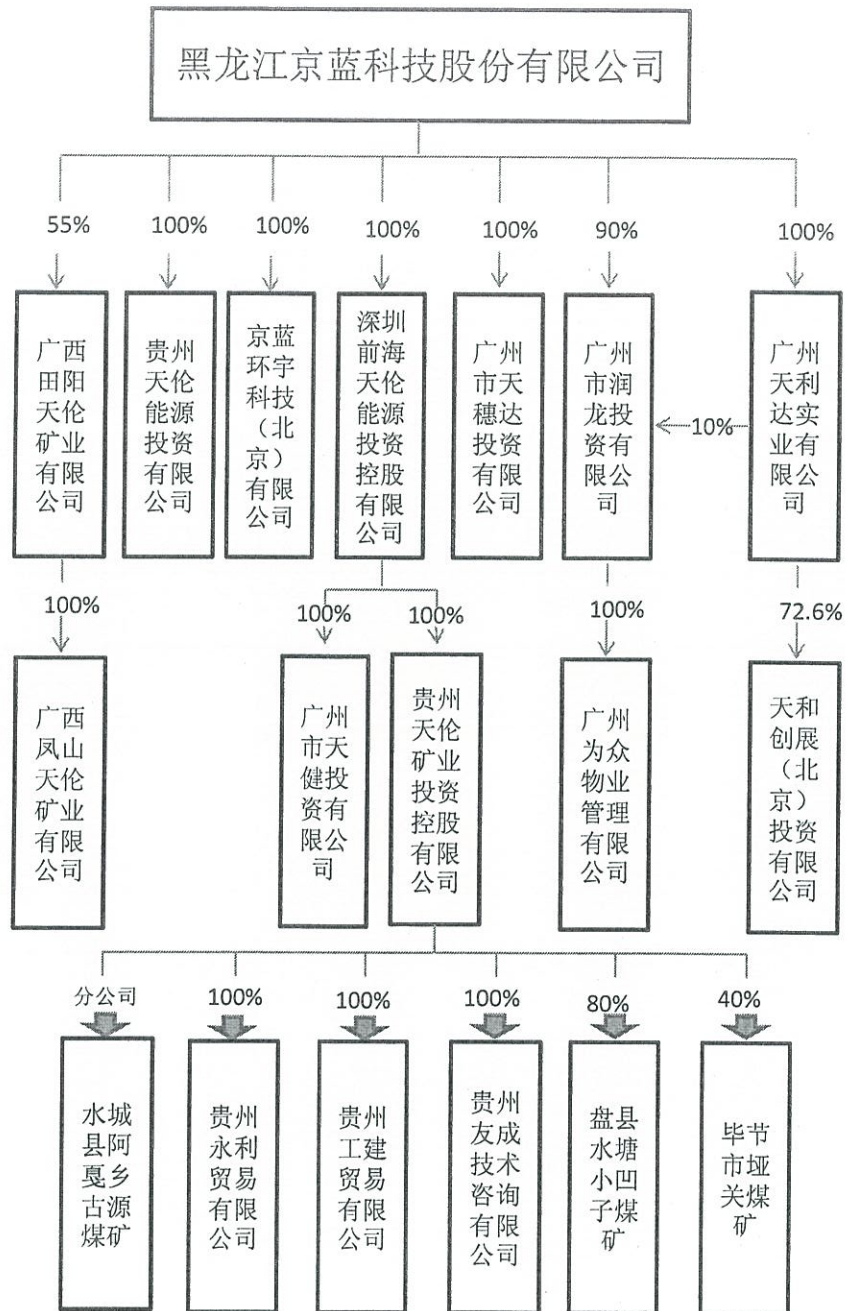 黑龙江京蓝科技股份有限公司
55%
100%
100%
100%
100%
90%
100%
广西
田阳
天伦
矿业
有限
公司
贵州
天伦
能源
投资
有限
公司
京蓝
环宇
科技
（北
京）
有限
公司
深圳
前海
天伦
能源
投资
控股
有限
公司
广州
市天
穗达
投资
有限
公司
广州
市润
龙投
资有
限公
司
10%
广州
天利
达实
业有
限公
司
100%
100%
100%
100%
72.6%
广西
凤山
天伦
矿业
有限
公司
广州
市天
健投
资有
限公
司
贵州
天伦
矿业
投资
控股
有限
公司
广州
为众
物业
管理
有限
公司
天和
创展
（北
京）
投资
有限
公司
分公司
100%
100%
100%
80%
40%
水城
县阿
戛乡
古源
煤矿
贵州
永利
贸易
有限
公司
贵州
工建
贸易
有限
公司
贵州
友成
技术
咨询
有限
公司
盘县
水塘
小凹
子煤
矿
毕节
市垭
关煤
矿